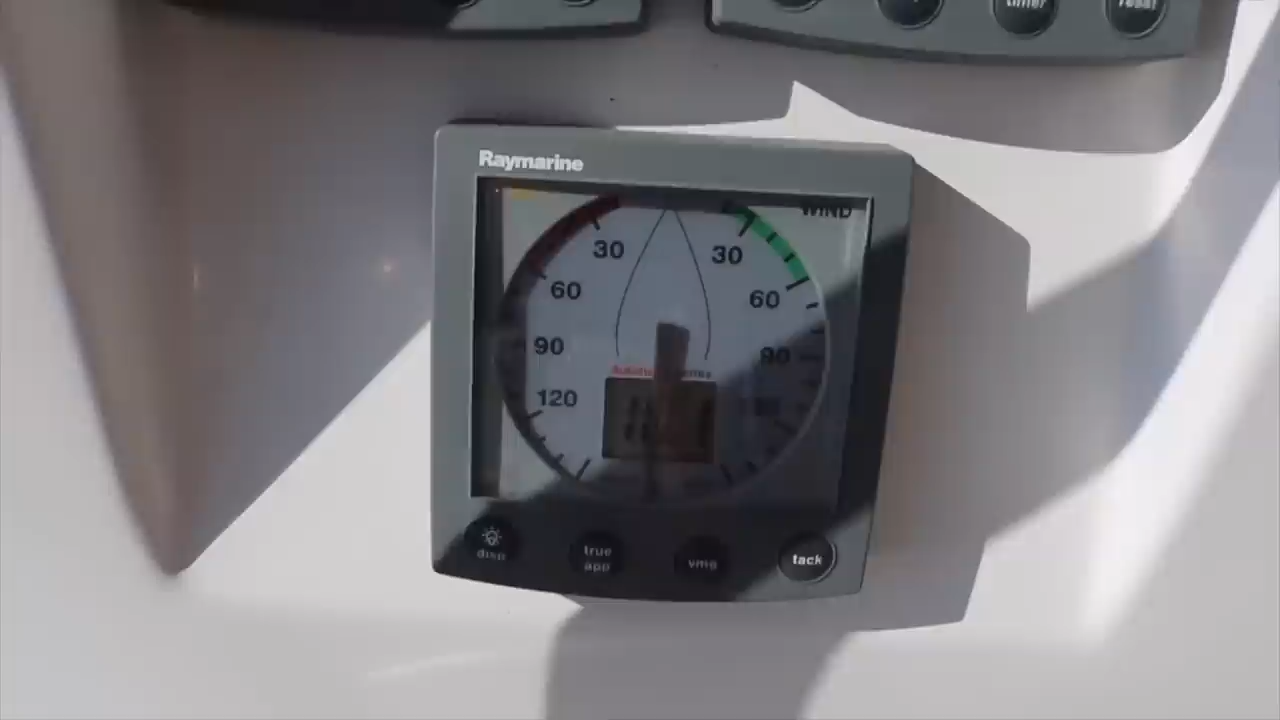 timer
reset
Raymarine
WIND
30
30
60
60
90
90
120
disp
true
app
vmg
tack